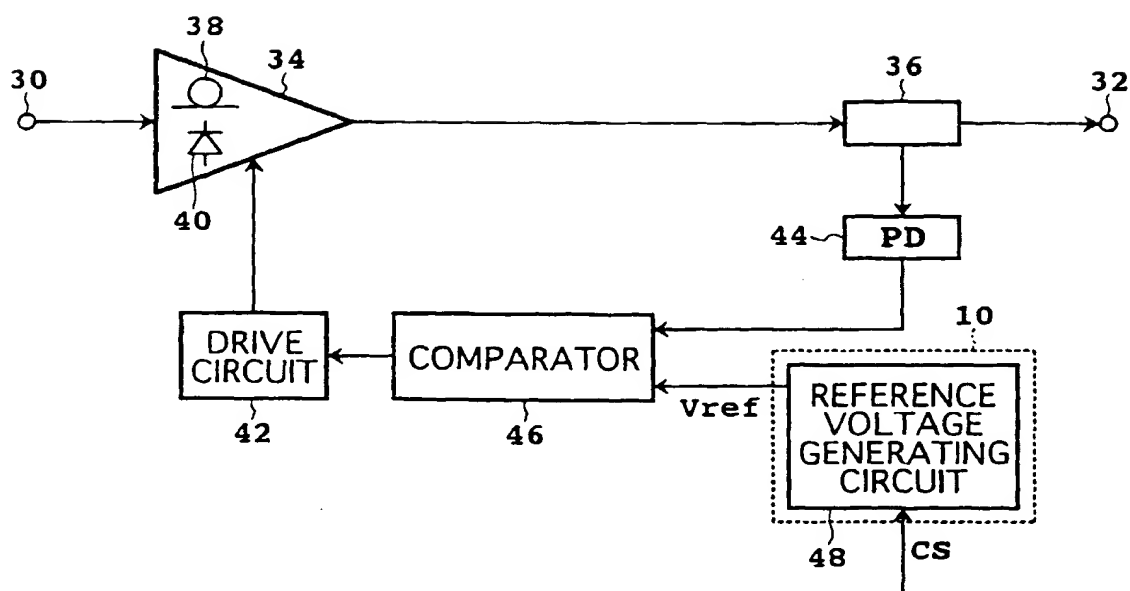 38
34
30
36
32
40
44
PD
10
DRIVE
CIRCUIT
COMPARATOR
Vref
REFERENCE
VOLTAGE
GENERATING
CIRCUIT
42
46
48
CS